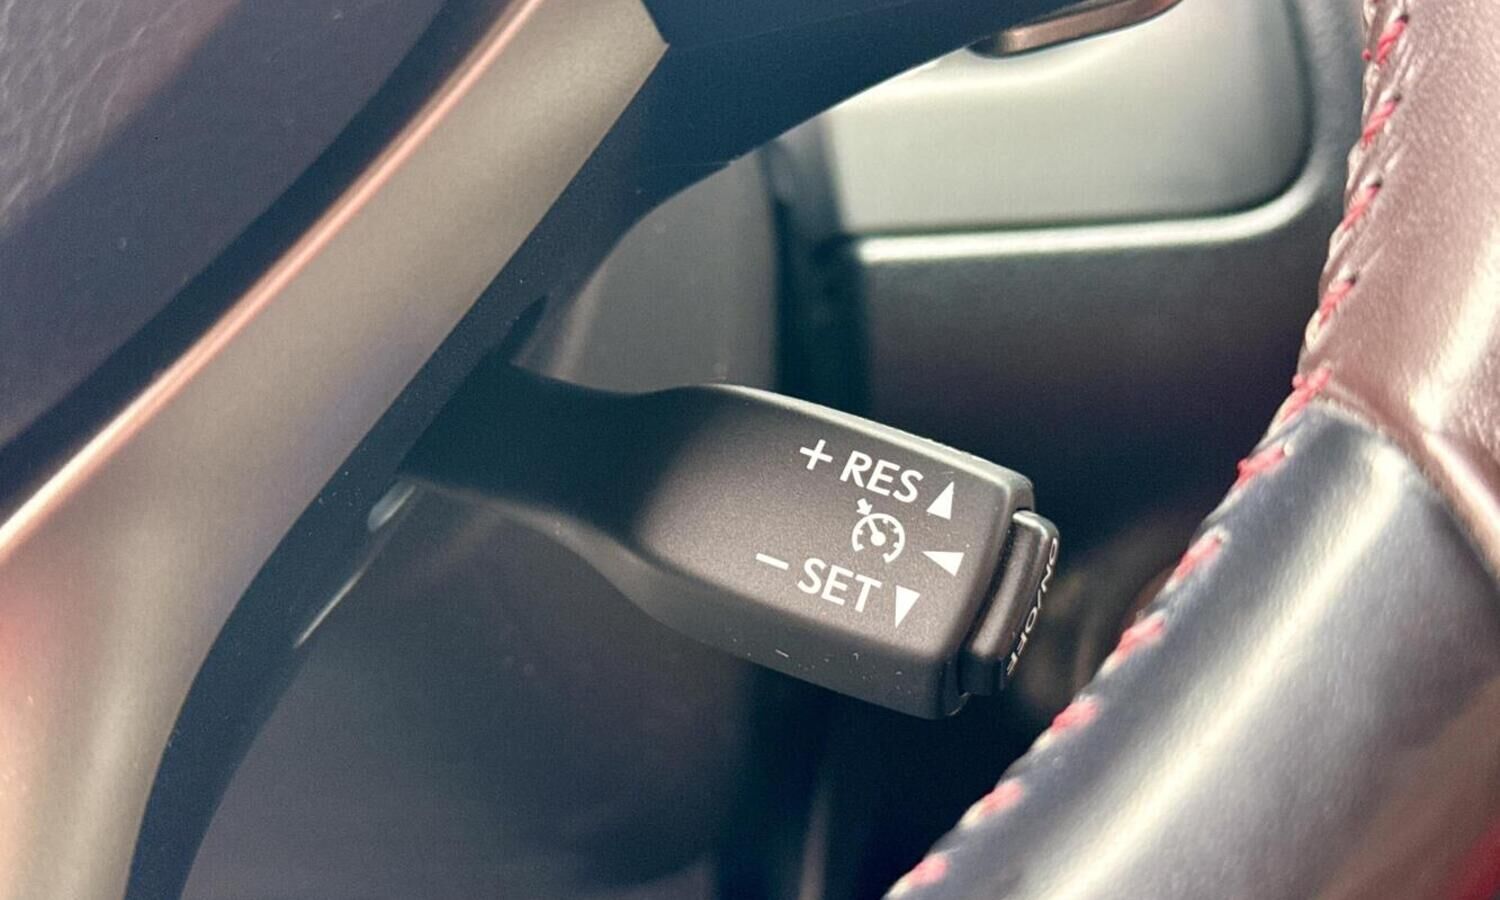 + RES
- SET
ON/OFF